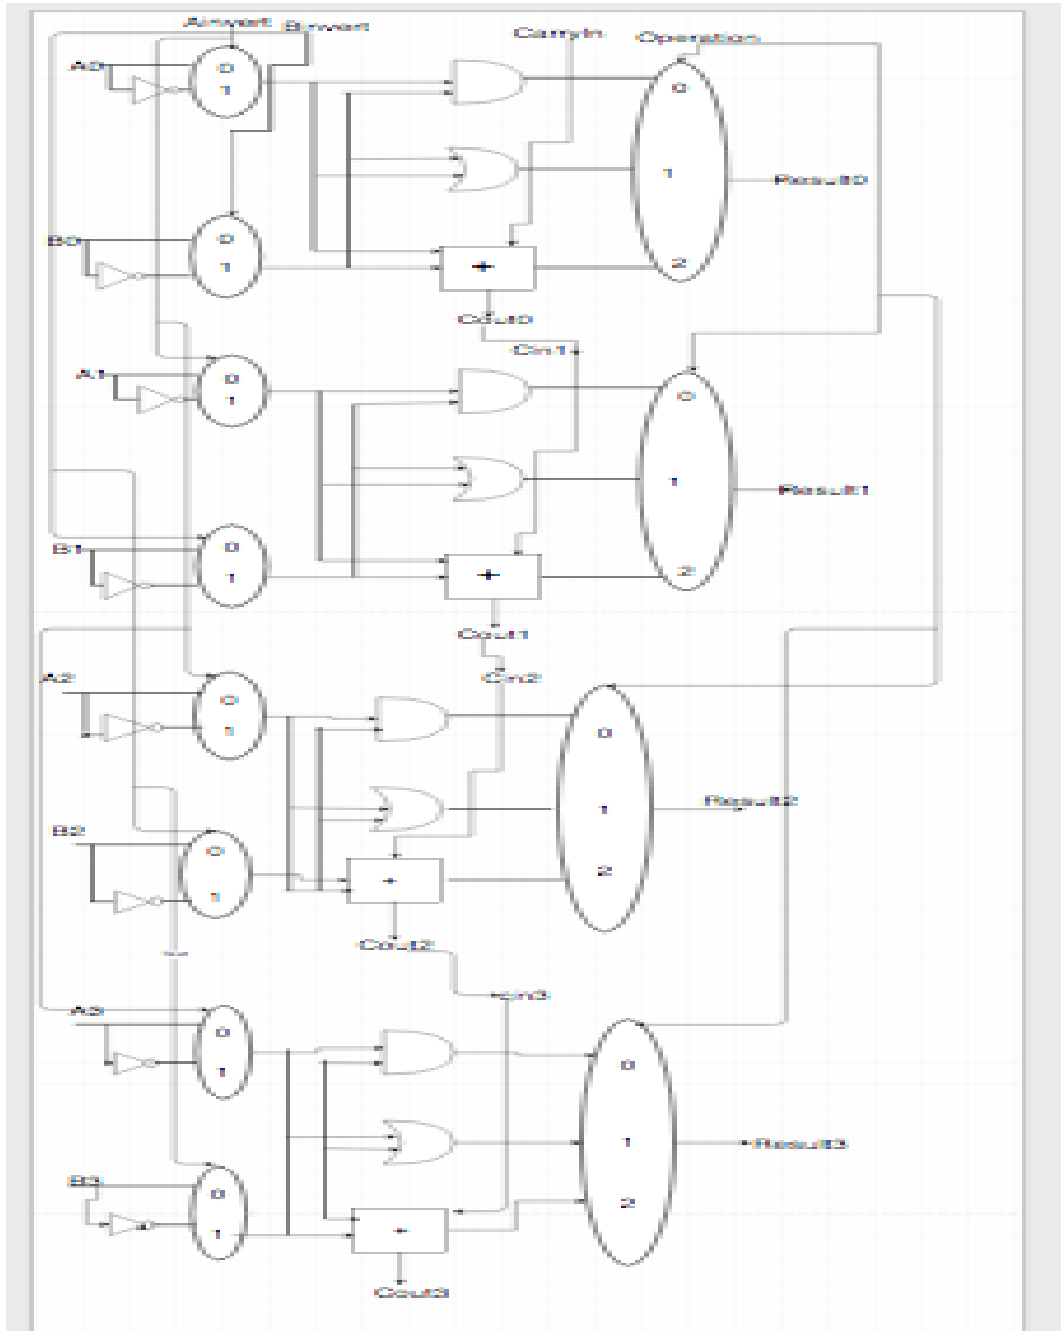 Ainvert Binvert CarryIn Operation
A0 0
1 0
1 Result0
B0 0
1 + 2
Cout0
Cin1
A1 0
1 0
1 Result1
B1 0
1 + 2
Cout1
A2 Cin2
0
1 0
1 Result2
B2 0
1 + 2
Cout2
cin3
A3 0
1 0
1 Result3
B3 0
1 + 2
Cout3